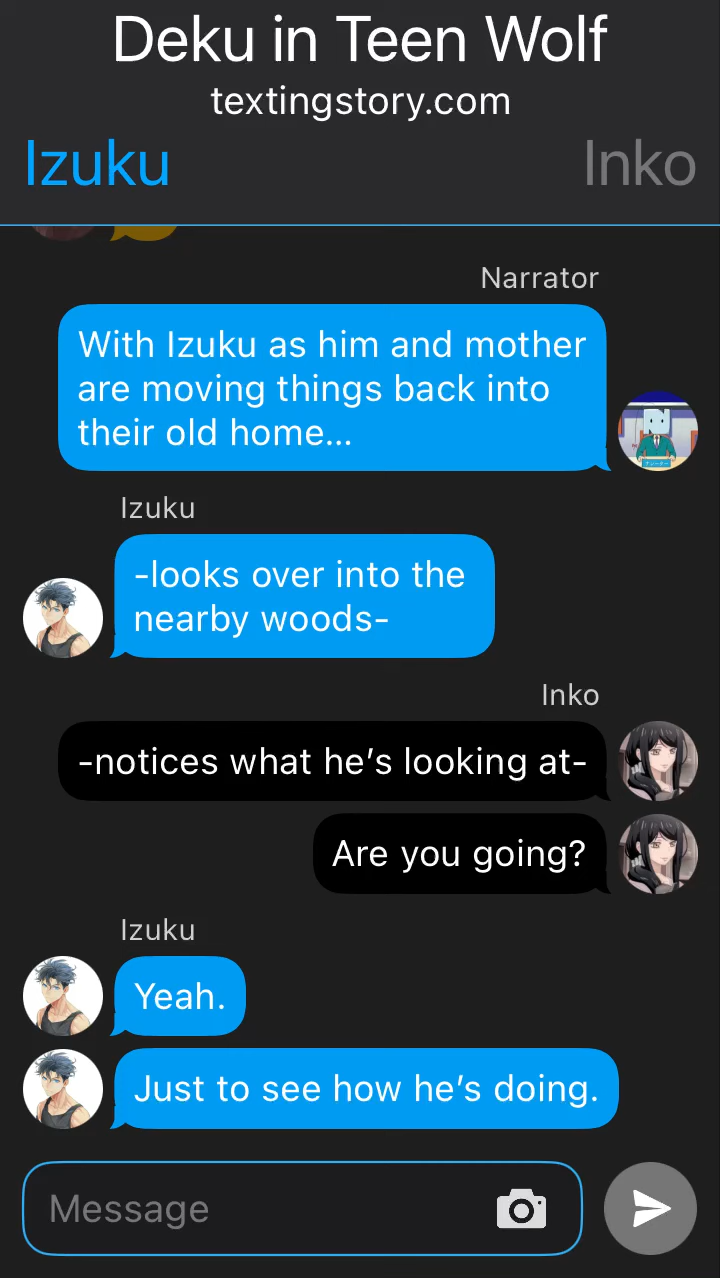 Deku in Teen Wolf
textingstory.com
Izuku
Inko
Narrator
With Izuku as him and mother
are moving things back into
their old home...
Izuku
-looks over into the
nearby woods-
Inko
-notices what he’s looking at-
Are you going?
Izuku
Yeah.
Just to see how he’s doing.
Message